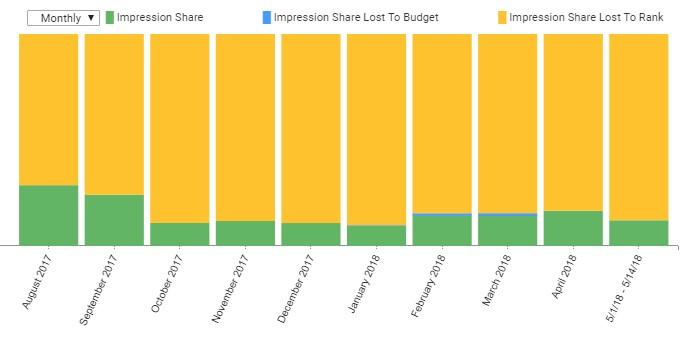 Monthly ▼ Impression Share Impression Share Lost To Budget Impression Share Lost To Rank
August 2017
September 2017
October 2017
November 2017
December 2017
January 2018
February 2018
March 2018
April 2018
5/1/18 - 5/14/18